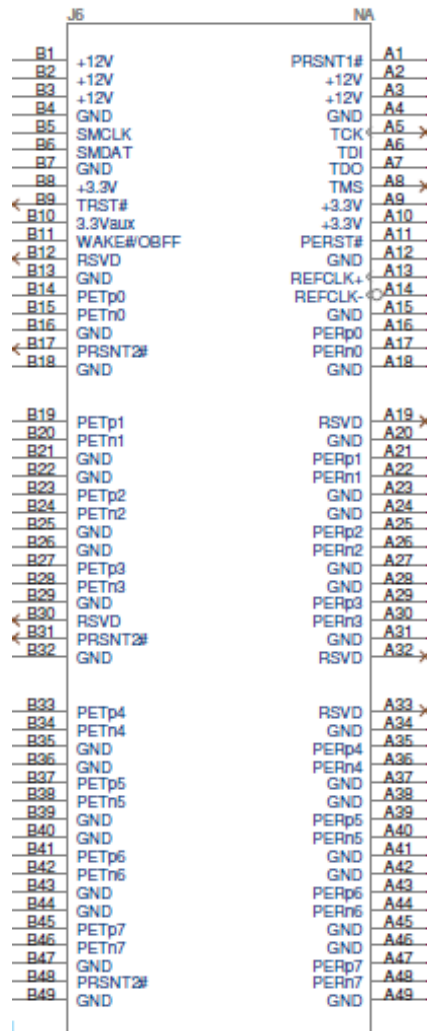 J6 NA
B1 +12V PRSNT1# A1
B2 +12V +12V A2
B3 +12V +12V A3
B4 GND GND A4
B5 SMCLK TCK A5
B6 SMDAT TDI A6
B7 GND TDO A7
B8 +3.3V TMS A8
B9 TRST# +3.3V A9
B10 3.3Vaux +3.3V A10
B11 WAKE#/OBFF PERST# A11
B12 RSVD GND A12
B13 GND REFCLK+ A13
B14 PETp0 REFCLK- A14
B15 PETn0 GND A15
B16 GND PERp0 A16
B17 PRSNT2# PERn0 A17
B18 GND GND A18
B19 PETp1 RSVD A19
B20 PETn1 GND A20
B21 GND PERp1 A21
B22 GND PERn1 A22
B23 PETp2 GND A23
B24 PETn2 GND A24
B25 GND PERp2 A25
B26 GND PERn2 A26
B27 PETp3 GND A27
B28 PETn3 GND A28
B29 GND PERp3 A29
B30 RSVD PERn3 A30
B31 PRSNT2# GND A31
B32 GND RSVD A32
B33 PETp4 RSVD A33
B34 PETn4 GND A34
B35 GND PERp4 A35
B36 GND PERn4 A36
B37 PETp5 GND A37
B38 PETn5 GND A38
B39 GND PERp5 A39
B40 GND PERn5 A40
B41 PETp6 GND A41
B42 PETn6 GND A42
B43 GND PERp6 A43
B44 GND PERn6 A44
B45 PETp7 GND A45
B46 PETn7 GND A46
B47 GND PERp7 A47
B48 PRSNT2# PERn7 A48
B49 GND GND A49